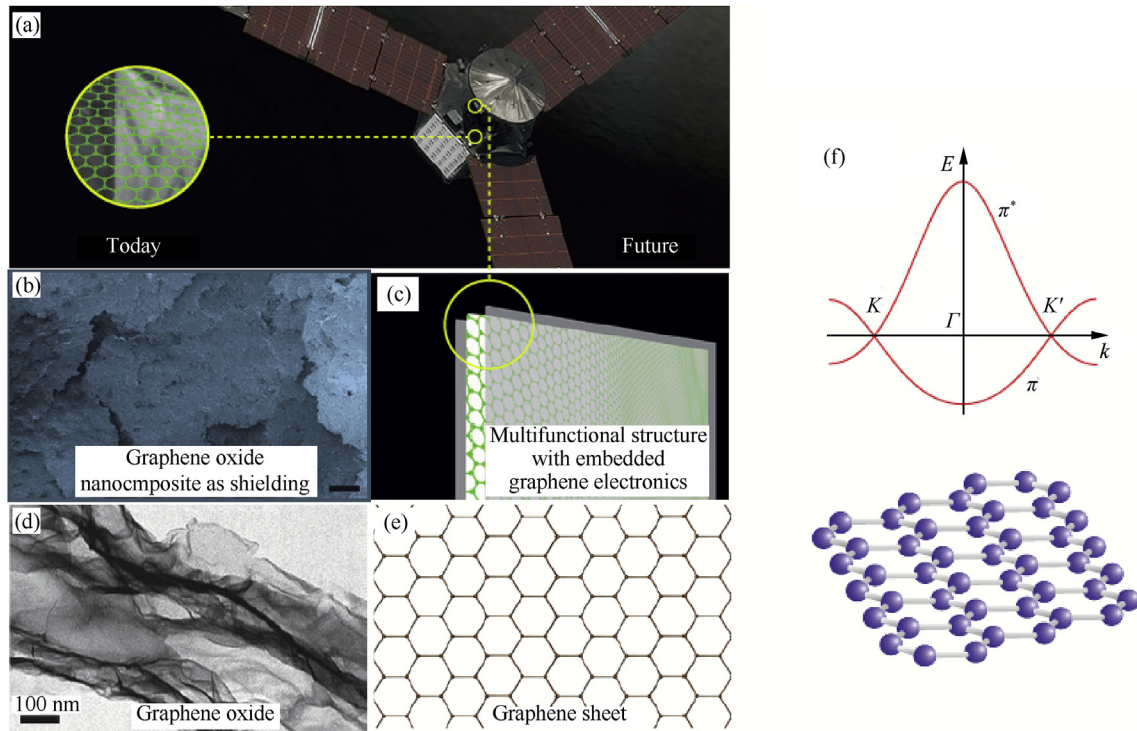 (a)
Today
Future
(b)
Graphene oxide
nanocmposite as shielding
(c)
Multifunctional structure
with embedded
graphene electronics
(d)
100 nm
Graphene oxide
(e)
Graphene sheet
(f)
E
π*
K
Γ
K′
k
π